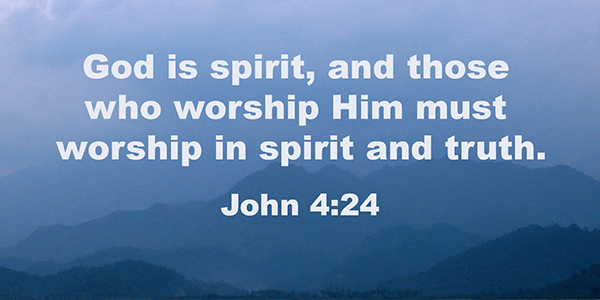 God is spirit, and those
who worship Him must
worship in spirit and truth.
John 4:24